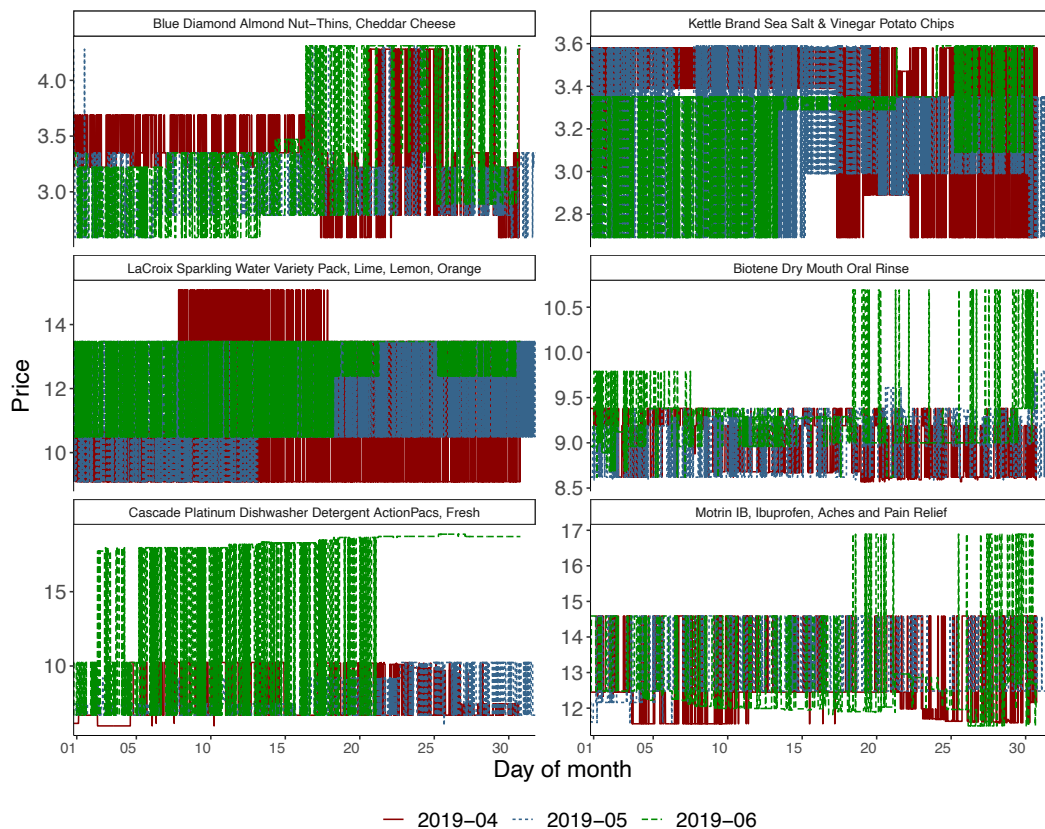 Blue Diamond Almond Nut−Thins, Cheddar Cheese
Kettle Brand Sea Salt & Vinegar Potato Chips
4.0
3.5
3.0
3.6
3.4
3.2
3.0
2.8
LaCroix Sparkling Water Variety Pack, Lime, Lemon, Orange
Biotene Dry Mouth Oral Rinse
14
12
10
10.5
10.0
9.5
9.0
8.5
Price
Cascade Platinum Dishwasher Detergent ActionPacs, Fresh
Motrin IB, Ibuprofen, Aches and Pain Relief
15
10
17
16
15
14
13
12
01 05 10 15 20 25 30
01 05 10 15 20 25 30
Day of month
2019−04 2019−05 2019−06